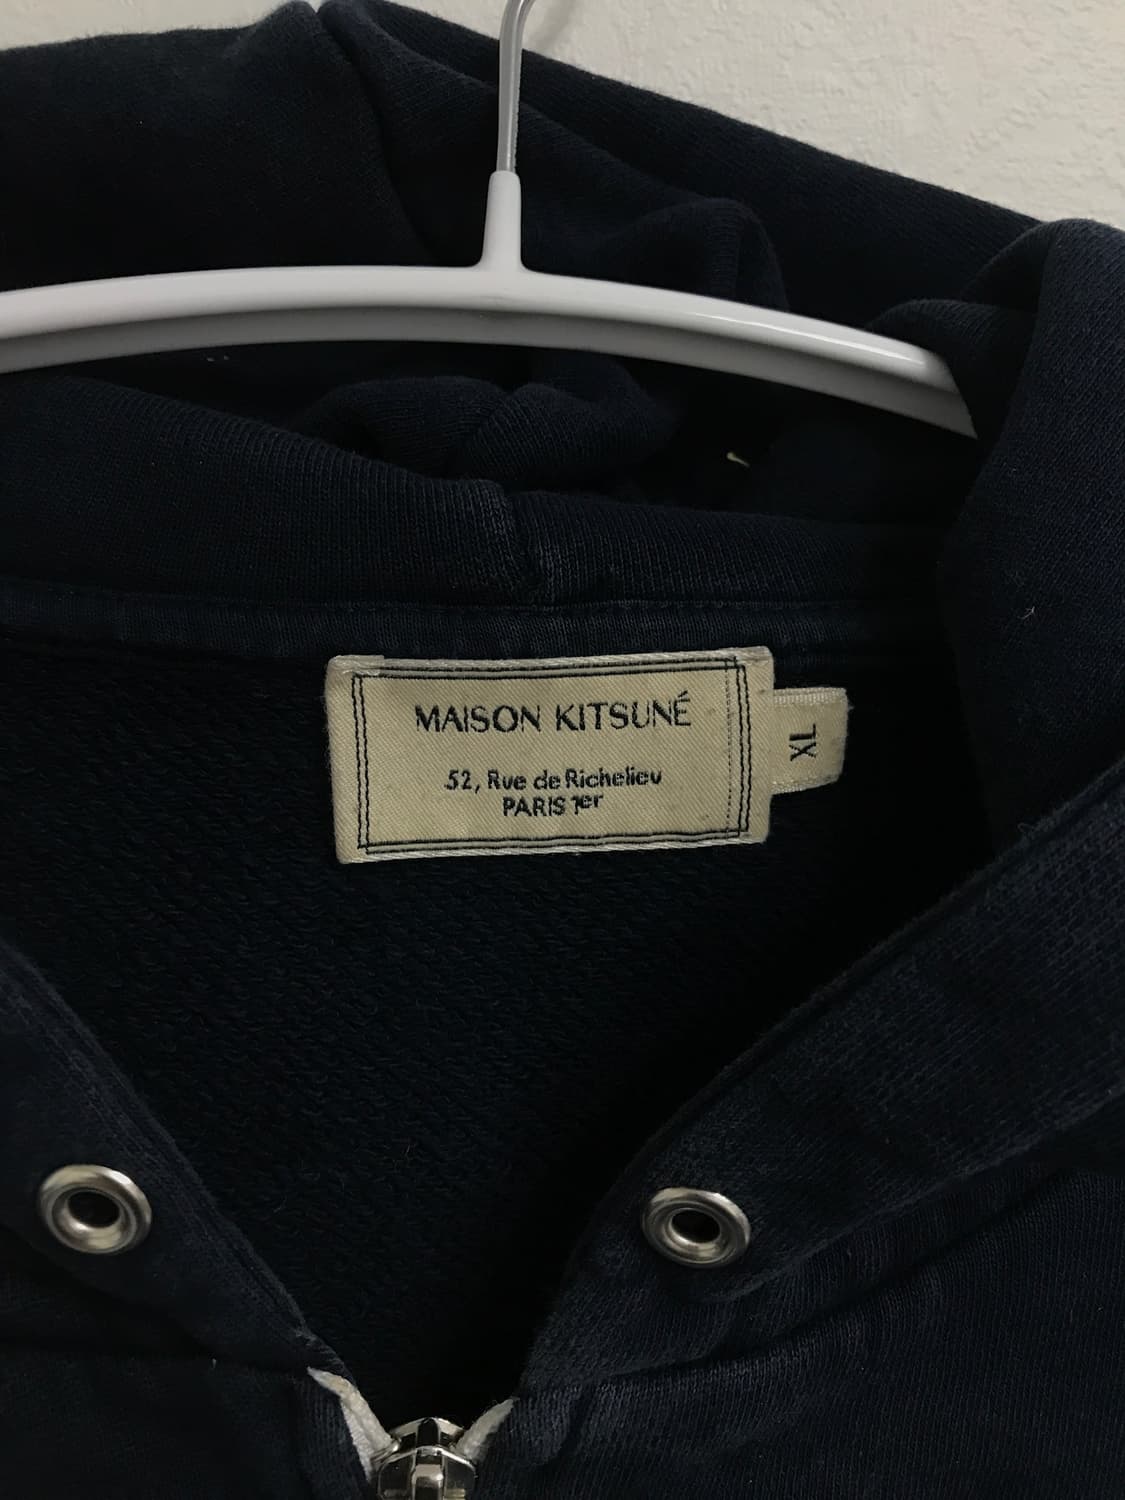 MAISON KITSUNÉ
XL
52, Rue de Richelieu
PARIS 1er